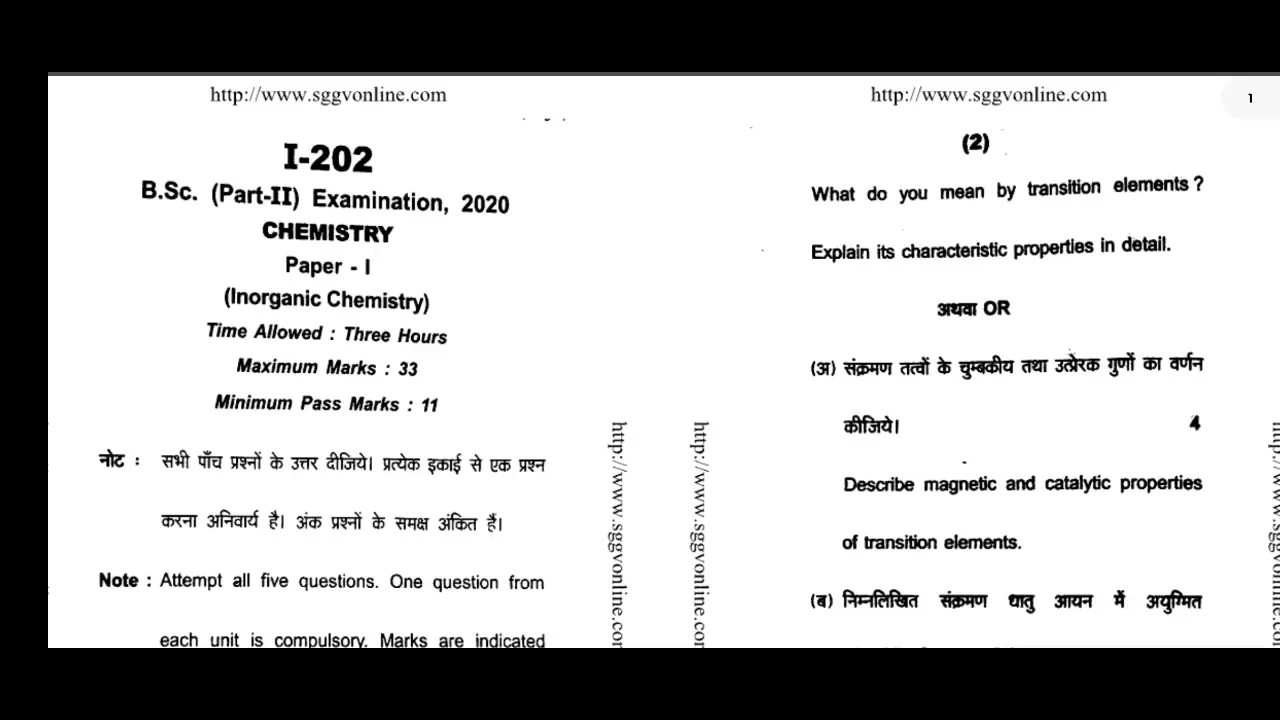 http://www.sggvonline.com
I-202
B.Sc. (Part-II) Examination, 2020
CHEMISTRY
Paper - I
(Inorganic Chemistry)
Time Allowed : Three Hours
Maximum Marks : 33
Minimum Pass Marks : 11
नोट : सभी पाँच प्रश्नों के उत्तर दीजिये। प्रत्येक इकाई से एक प्रश्न
करना अनिवार्य है। अंक प्रश्नों के समक्ष अंकित हैं।
Note : Attempt all five questions. One question from
each unit is compulsory. Marks are indicated
http://www.sggvonline.com
http://www.sggvonline.com
1
(2)
What do you mean by transition elements ?
Explain its characteristic properties in detail.
अथवा OR
(अ) संक्रमण तत्वों के चुम्बकीय तथा उत्प्रेरक गुणों का वर्णन
कीजिये। 4
Describe magnetic and catalytic properties
of transition elements.
(ब) निम्नलिखित संक्रमण धातु आयन में अयुग्मित
http://www.sggvonline.com